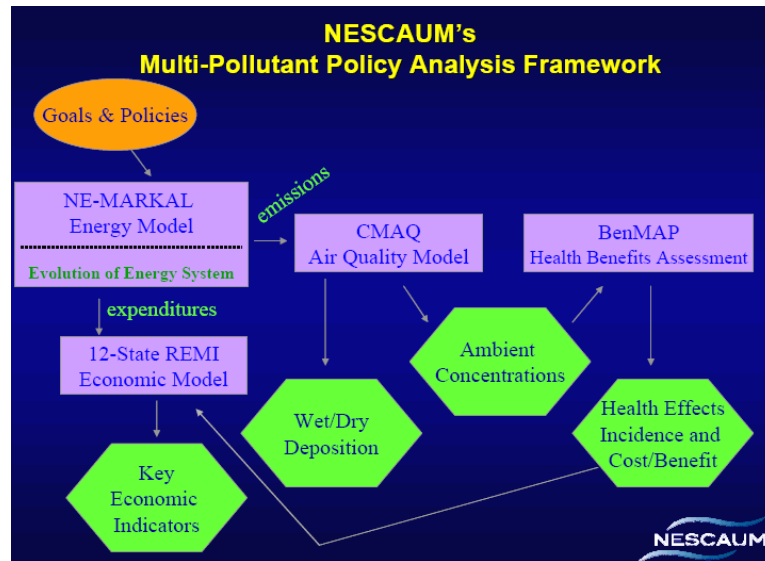 NESCAUM's
Multi-Pollutant Policy Analysis Framework
Goals & Policies
NE-MARKAL
Energy Model
Evolution of Energy System
emissions
CMAQ
Air Quality Model
BenMAP
Health Benefits Assessment
expenditures
12-State REMI
Economic Model
Ambient
Concentrations
Wet/Dry
Deposition
Health Effects
Incidence and
Cost/Benefit
Key
Economic
Indicators
NESCAUM